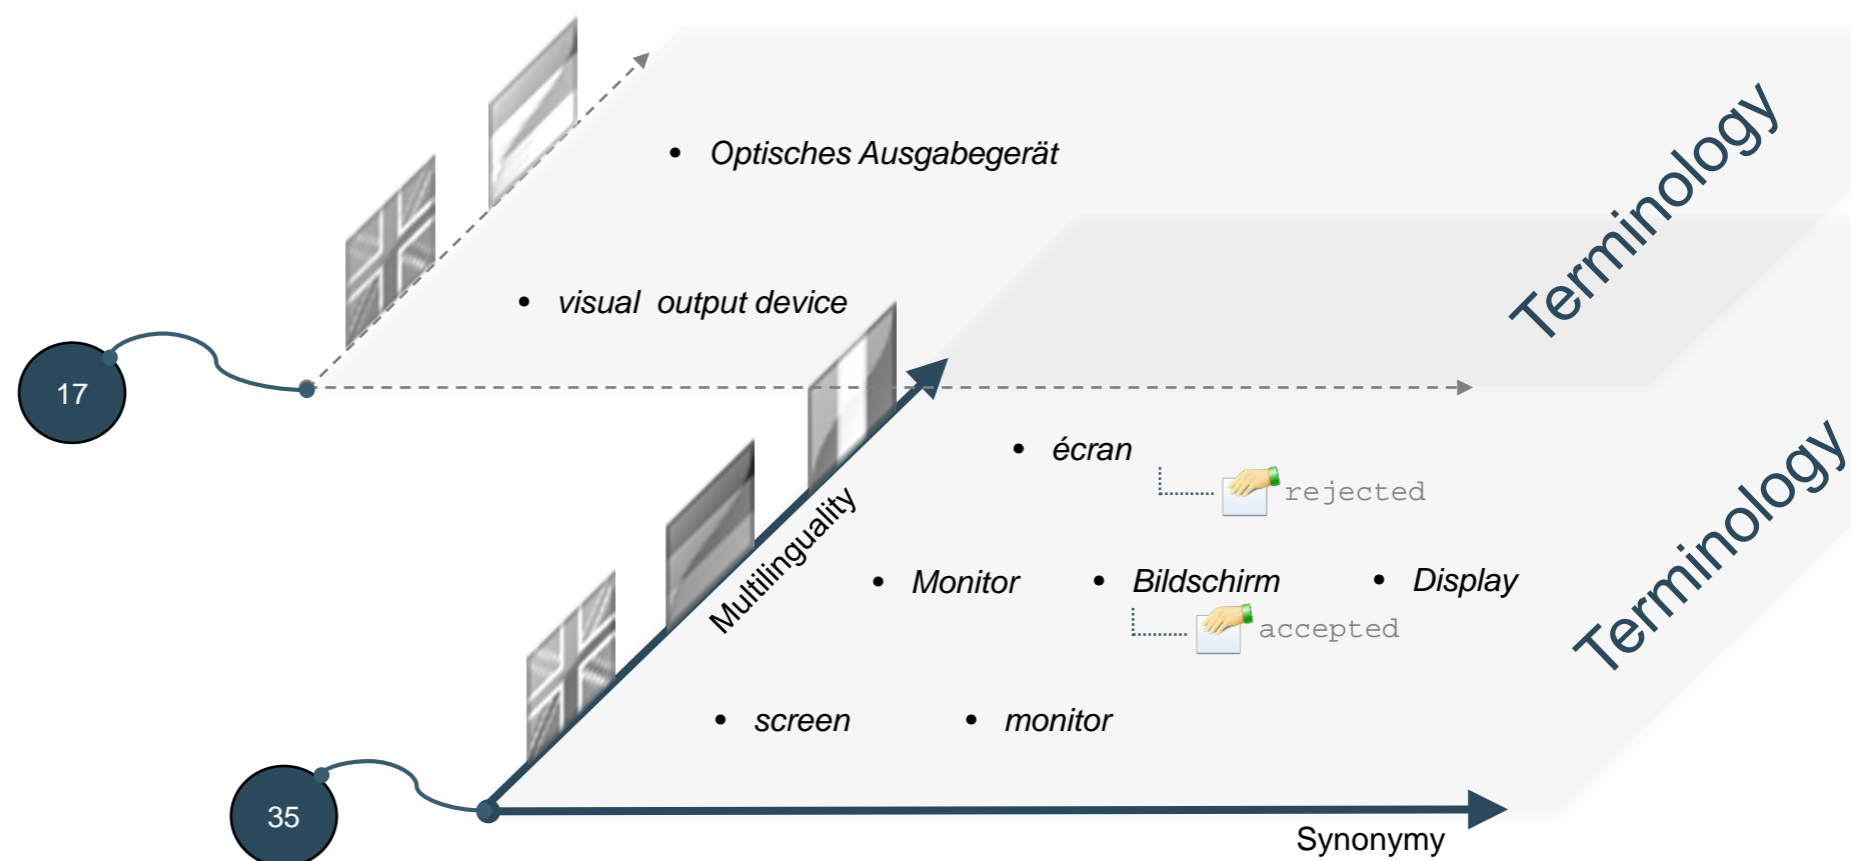 • Optisches Ausgabegerät
Terminology
• visual output device
17
• écran
rejected
Multilinguality
Terminology
• Monitor • Bildschirm • Display
accepted
• screen • monitor
35
Synonymy